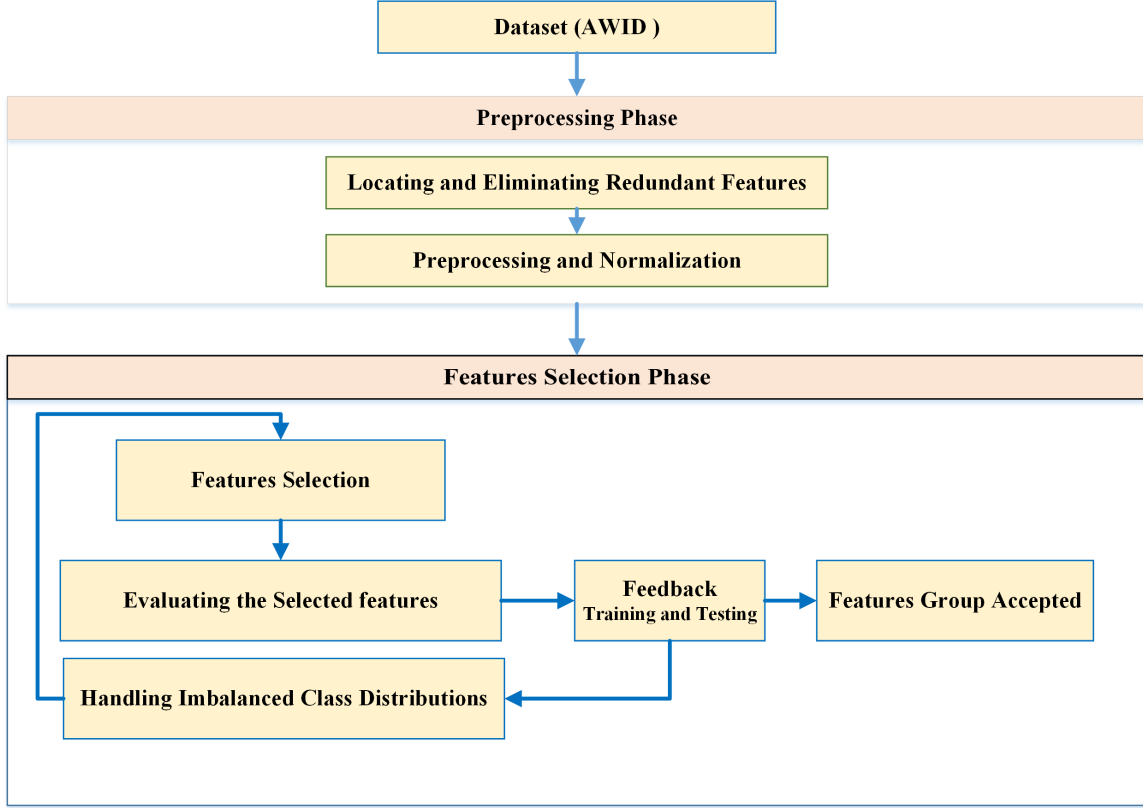 Dataset (AWID )
Preprocessing Phase
Locating and Eliminating Redundant Features
Preprocessing and Normalization
Features Selection Phase
Features Selection
Evaluating the Selected features
Feedback
Training and Testing
Features Group Accepted
Handling Imbalanced Class Distributions